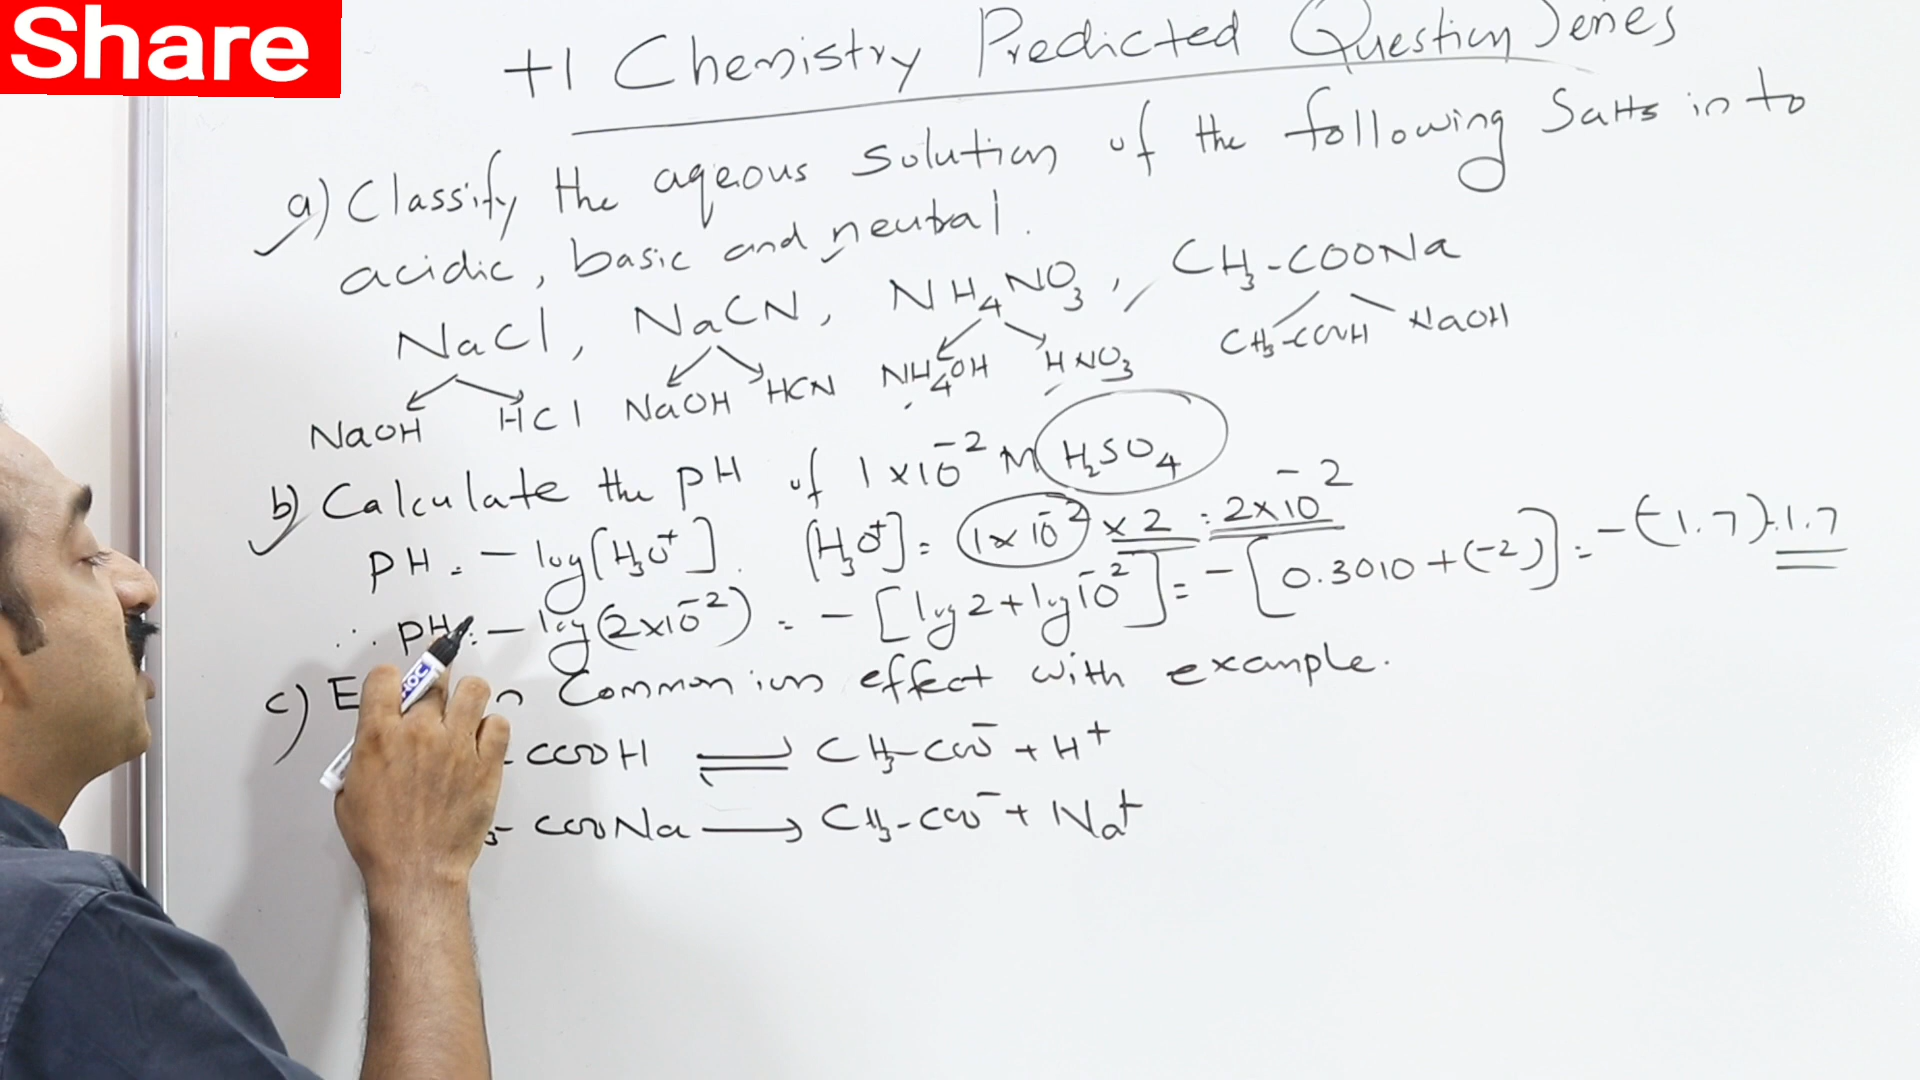 Share
+1 Chemistry Predicted Question Series
a) Classify the aqeous solution of the following Salts in to
acidic, basic and neutral.
NaCl, NaCN, NH₄NO₃, CH₃-COONa
NaOH HCl NaOH HCN NH₄OH HNO₃ CH₃-COOH NaOH
b) Calculate the pH of 1×10⁻² M H₂SO₄
pH = -log[H₃O⁺]. [H₃O⁺] = 1×10⁻² × 2 = 2×10⁻²
∴ pH = -log(2×10⁻²) = -[log2+log10⁻²] = -[0.3010+(-2)] = -(-1.7) = 1.7
c) Common ion effect with example.
-COOH ⇌ CH₃-COO⁻ + H⁺
₃-COONa ⟶ CH₃-COO⁻ + Na⁺